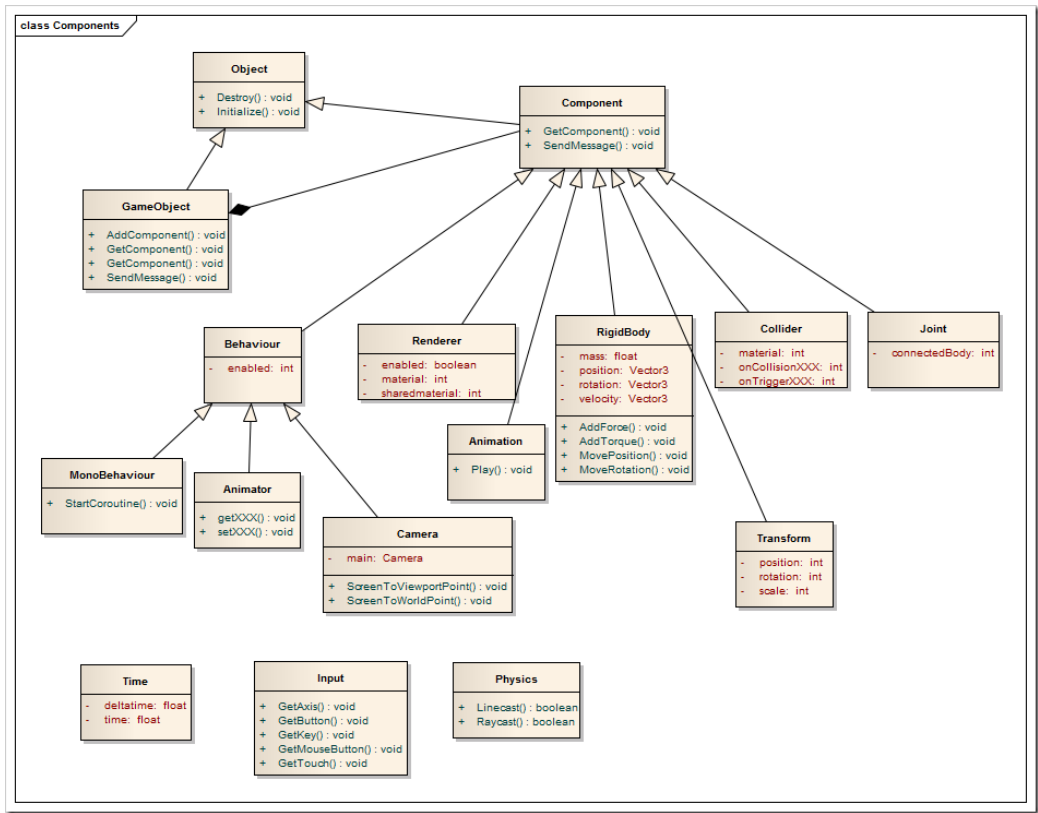 class Components
Object
+ Destroy() : void
+ Initialize() : void
Component
+ GetComponent() : void
+ SendMessage() : void
GameObject
+ AddComponent() : void
+ GetComponent() : void
+ GetComponent() : void
+ SendMessage() : void
Behaviour
- enabled: int
Renderer
- enabled: boolean
- material: int
- sharedmaterial: int
RigidBody
- mass: float
- position: Vector3
- rotation: Vector3
- velocity: Vector3
+ AddForce() : void
+ AddTorque() : void
+ MovePosition() : void
+ MoveRotation() : void
Collider
- material: int
- onCollisionXXX: int
- onTriggerXXX: int
Joint
- connectedBody: int
Animation
+ Play() : void
MonoBehaviour
+ StartCoroutine() : void
Animator
+ getXXX() : void
+ setXXX() : void
Camera
- main: Camera
+ ScreenToViewportPoint() : void
+ ScreenToWorldPoint() : void
Transform
- position: int
- rotation: int
- scale: int
Time
- deltatime: float
- time: float
Input
+ GetAxis() : void
+ GetButton() : void
+ GetKey() : void
+ GetMouseButton() : void
+ GetTouch() : void
Physics
+ Linecast() : boolean
+ Raycast() : boolean